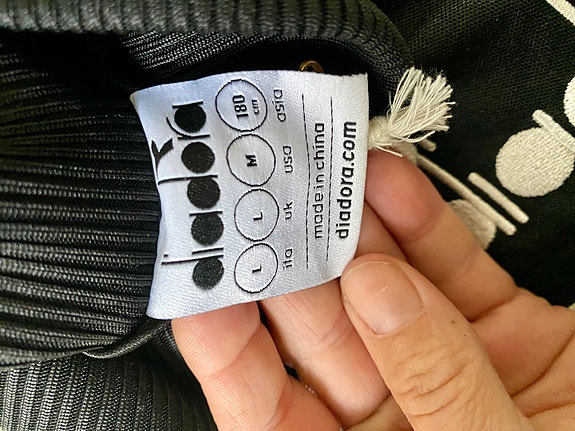 diadora
L L M 180 cm
ita uk usa asia
made in china
diadora.com